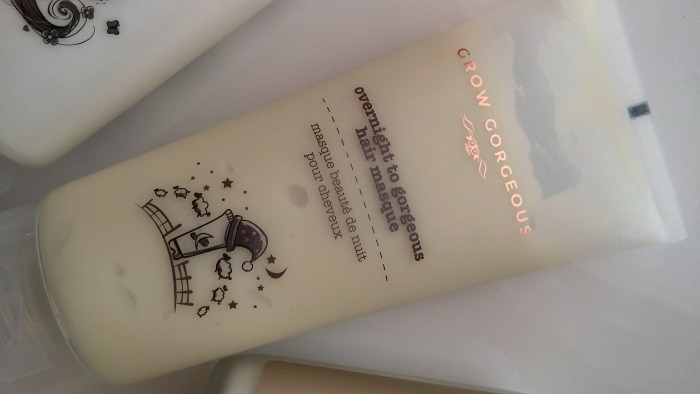 GROW GORGEOUS
overnight to gorgeous
hair masque
masque beauté de nuit
pour cheveux